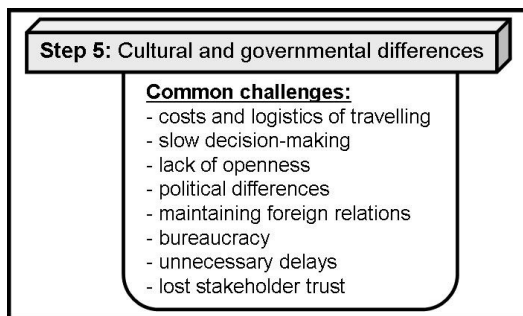 Step 5: Cultural and governmental differences
Common challenges:
- costs and logistics of travelling
- slow decision-making
- lack of openness
- political differences
- maintaining foreign relations
- bureaucracy
- unnecessary delays
- lost stakeholder trust